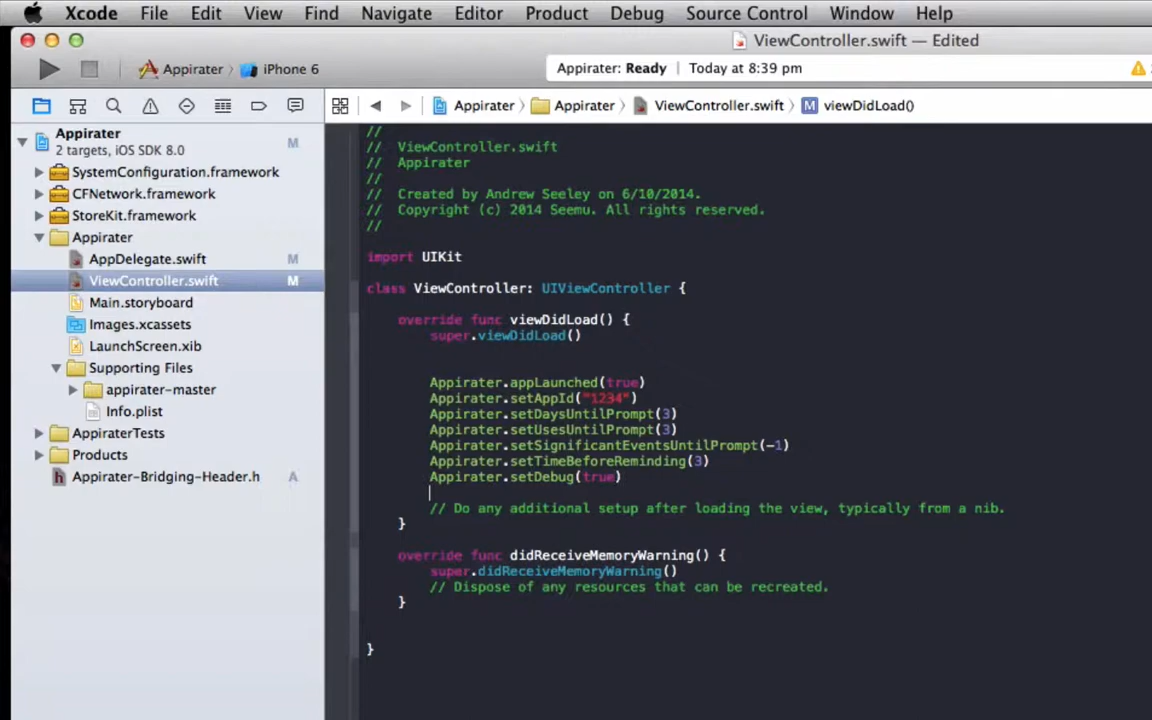 Xcode File Edit View Find Navigate Editor Product Debug Source Control Window Help
ViewController.swift — Edited
Appirater iPhone 6
Appirater: Ready | Today at 8:39 pm
Appirater Appirater ViewController.swift M viewDidLoad()
Appirater M
2 targets, iOS SDK 8.0
SystemConfiguration.framework
CFNetwork.framework
StoreKit.framework
Appirater
AppDelegate.swift M
ViewController.swift M
Main.storyboard
Images.xcassets
LaunchScreen.xib
Supporting Files
appirater-master
Info.plist
AppiraterTests
Products
h Appirater-Bridging-Header.h A
//
// ViewController.swift
// Appirater
//
// Created by Andrew Seeley on 6/10/2014.
// Copyright (c) 2014 Seemu. All rights reserved.
//
import UIKit
class ViewController: UIViewController {
override func viewDidLoad() {
super.viewDidLoad()
Appirater.appLaunched(true)
Appirater.setAppId("1234")
Appirater.setDaysUntilPrompt(3)
Appirater.setUsesUntilPrompt(3)
Appirater.setSignificantEventsUntilPrompt(-1)
Appirater.setTimeBeforeReminding(3)
Appirater.setDebug(true)
// Do any additional setup after loading the view, typically from a nib.
}
override func didReceiveMemoryWarning() {
super.didReceiveMemoryWarning()
// Dispose of any resources that can be recreated.
}
}